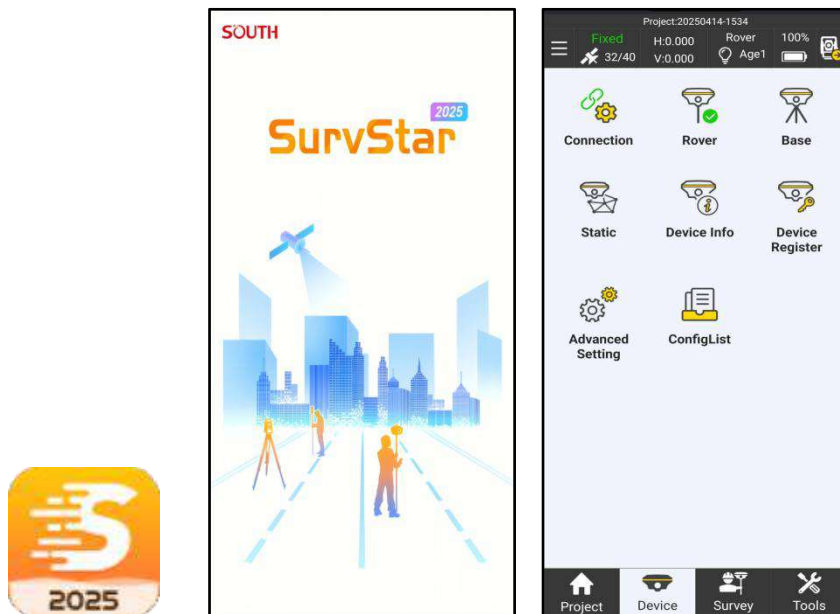 SOUTH
2025
SurvStar
S
2025
Project:20250414-1534
Fixed
H:0.000
Rover
100%
32/40
V:0.000
Age1
Connection
Rover
Base
Static
Device Info
Device
Register
Advanced
Setting
ConfigList
Project
Device
Survey
Tools